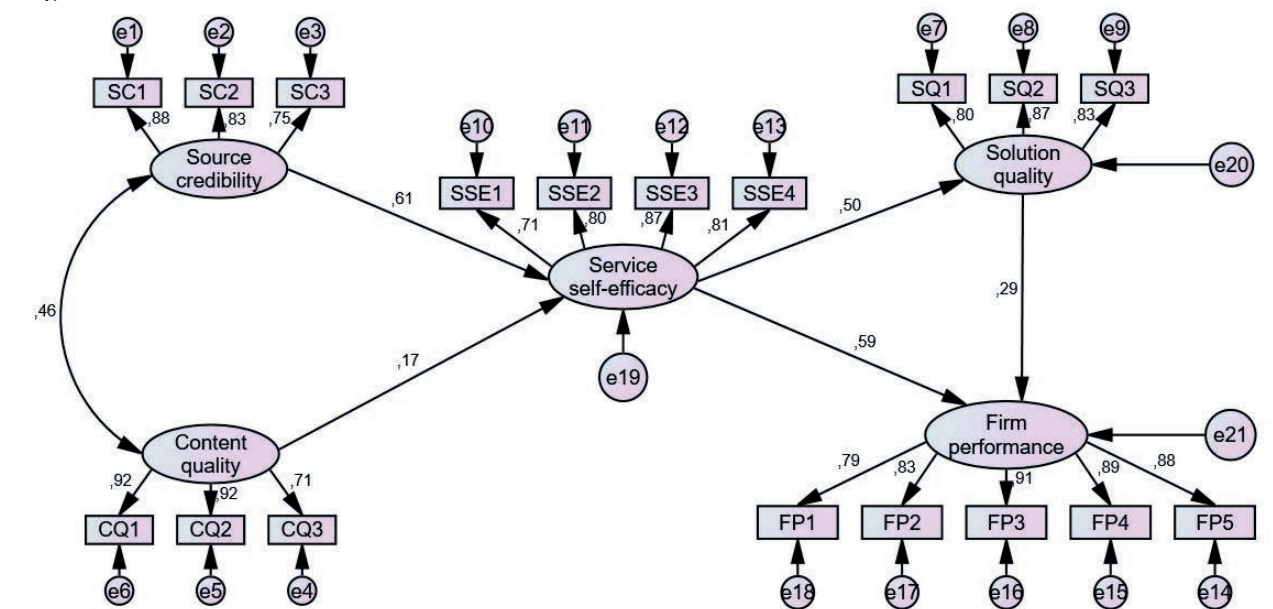 e1
e2
e3
SC1
SC2
SC3
,88
,83
,75
Source
credibility
e7
e8
e9
SQ1
SQ2
SQ3
,80
,87
,83
Solution
quality
e20
e10
e11
e12
e13
SSE1
SSE2
SSE3
SSE4
,71
,80
,87
,81
Service
self-efficacy
e19
,61
,50
,46
,17
,59
,29
Content
quality
,92
,92
,71
CQ1
CQ2
CQ3
e6
e5
e4
Firm
performance
e21
,79
,83
,91
,89
,88
FP1
FP2
FP3
FP4
FP5
e18
e17
e16
e15
e14